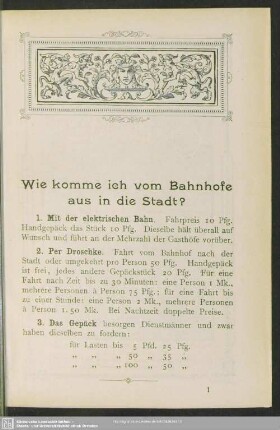 Wie komme ich vom Bahnhofe
aus in die Stadt?
1. Mit der elektrischen Bahn. Fahrpreis 10 Pfg.
Handgepäck das Stück 10 Pfg. Dieselbe hält überall auf
Wunsch und führt an der Mehrzahl der Gasthöfe vorüber.
2. Per Droschke. Fahrt vom Bahnhof nach der
Stadt oder umgekehrt pro Person 50 Pfg. Handgepäck
ist frei, jedes andere Gepäckstück 20 Pfg. Für eine
Fahrt nach Zeit bis zu 30 Minuten: eine Person 1 Mk.,
mehrere Personen à Person 75 Pfg.; für eine Fahrt bis
zu einer Stunde: eine Person 2 Mk., mehrere Personen
à Person 1.50 Mk. Bei Nachtzeit doppelte Preise.
3. Das Gepäck besorgen Dienstmänner und zwar
haben dieselben zu fordern:
für Lasten bis 5 Pfd. 25 Pfg.
„ „ „ 50 „ 35 „
„ „ „ 100 „ 50 „
1